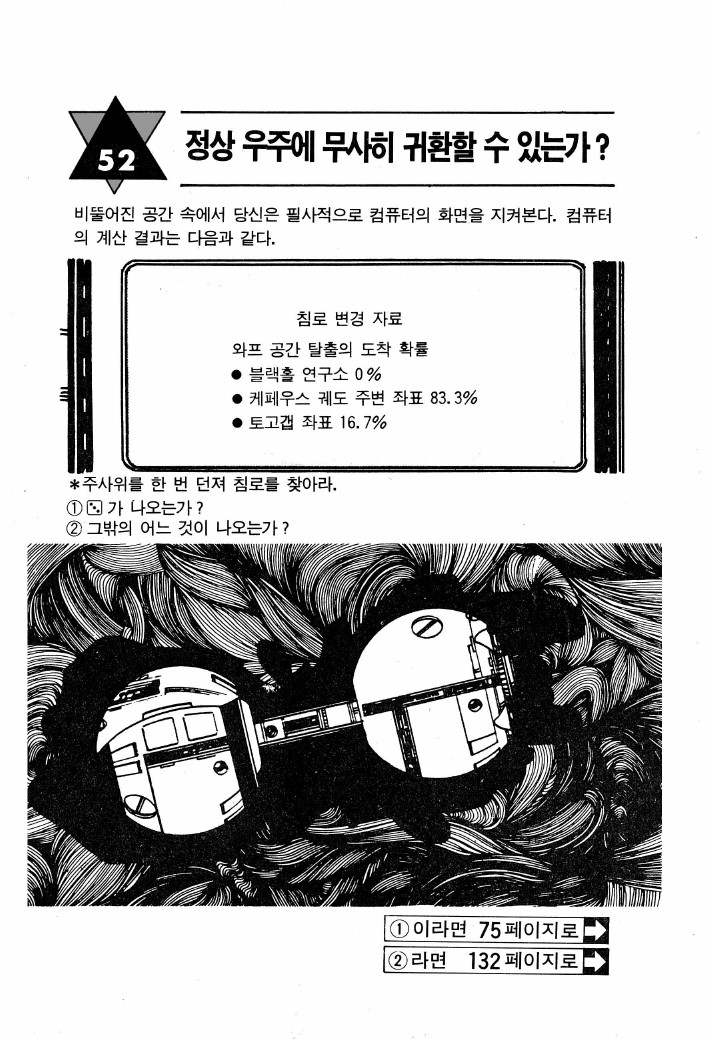 52
정상 우주에 무사히 귀환할 수 있는가?
비뚤어진 공간 속에서 당신은 필사적으로 컴퓨터의 화면을 지켜본다. 컴퓨터
의 계산 결과는 다음과 같다.
침로 변경 자료
와프 공간 탈출의 도착 확률
● 블랙홀 연구소 0%
● 케페우스 궤도 주변 좌표 83.3%
● 토고갭 좌표 16.7%
*주사위를 한 번 던져 침로를 찾아라.
① ⚂ 가 나오는가?
② 그밖의 어느 것이 나오는가?
①이라면 75페이지로
②라면 132페이지로